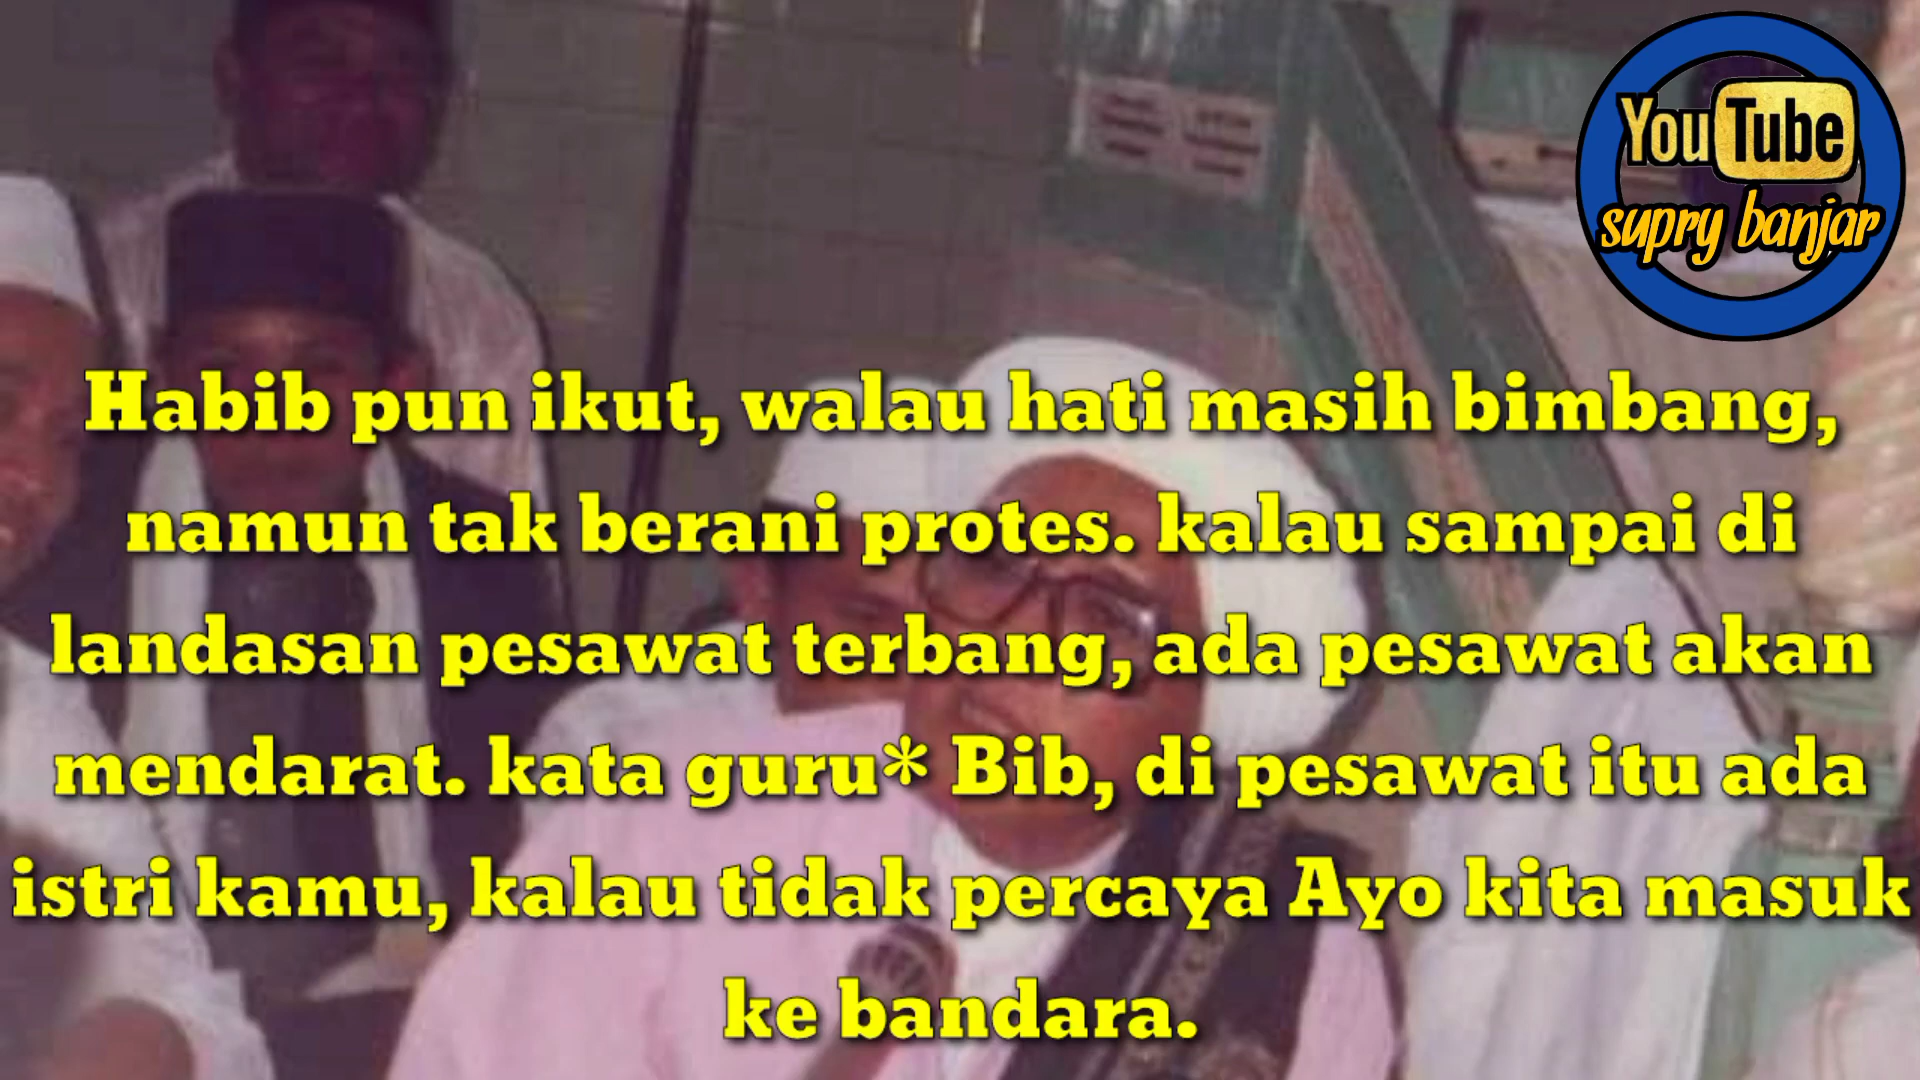 YouTube
supry banjar
Habib pun ikut, walau hati masih bimbang,
namun tak berani protes. kalau sampai di
landasan pesawat terbang, ada pesawat akan
mendarat. kata guru* Bib, di pesawat itu ada
istri kamu, kalau tidak percaya Ayo kita masuk
ke bandara.